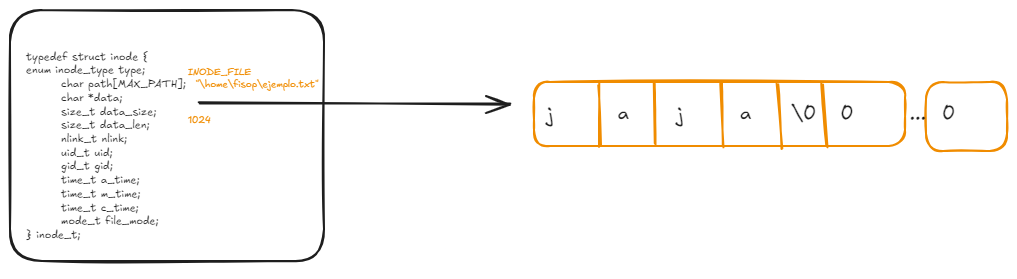 typedef struct inode {
enum inode_type type; INODE_FILE
char path[MAX_PATH]; "\home\fisop\ejemplo.txt"
char *data;
size_t data_size;
1024
size_t data_len;
nlink_t nlink;
uid_t uid;
gid_t gid;
time_t a_time;
time_t m_time;
time_t c_time;
mode_t file_mode;
} inode_t;
j a j a \0 0 ... 0